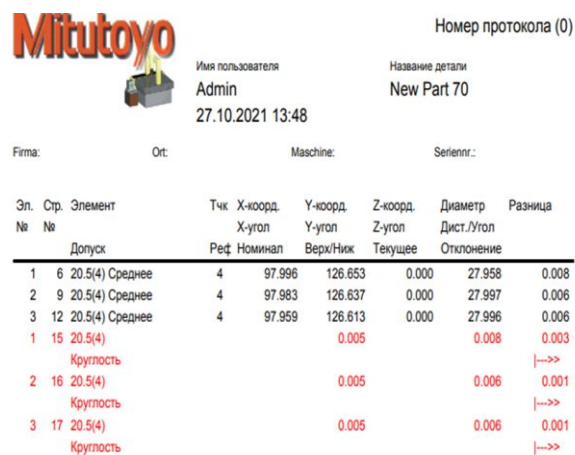 Mitutoyo
Номер протокола (0)
Имя пользователя Название детали
Admin New Part 70
27.10.2021 13:48
Firma: Ort: Maschine: Seriennr.:
Эл. Стр. Элемент Тчк X-коорд. Y-коорд. Z-коорд. Диаметр Разница
№ № X-угол Y-угол Z-угол Дист./Угол
Допуск Реф Номинал Верх/Ниж Текущее Отклонение
1 6 20.5(4) Среднее 4 97.996 126.653 0.000 27.958 0.008
2 9 20.5(4) Среднее 4 97.983 126.637 0.000 27.997 0.006
3 12 20.5(4) Среднее 4 97.959 126.613 0.000 27.996 0.006
1 15 20.5(4) 0.005 0.008 0.003
Круглость |--->>
2 16 20.5(4) 0.005 0.006 0.001
Круглость |--->>
3 17 20.5(4) 0.005 0.006 0.001
Круглость |--->>